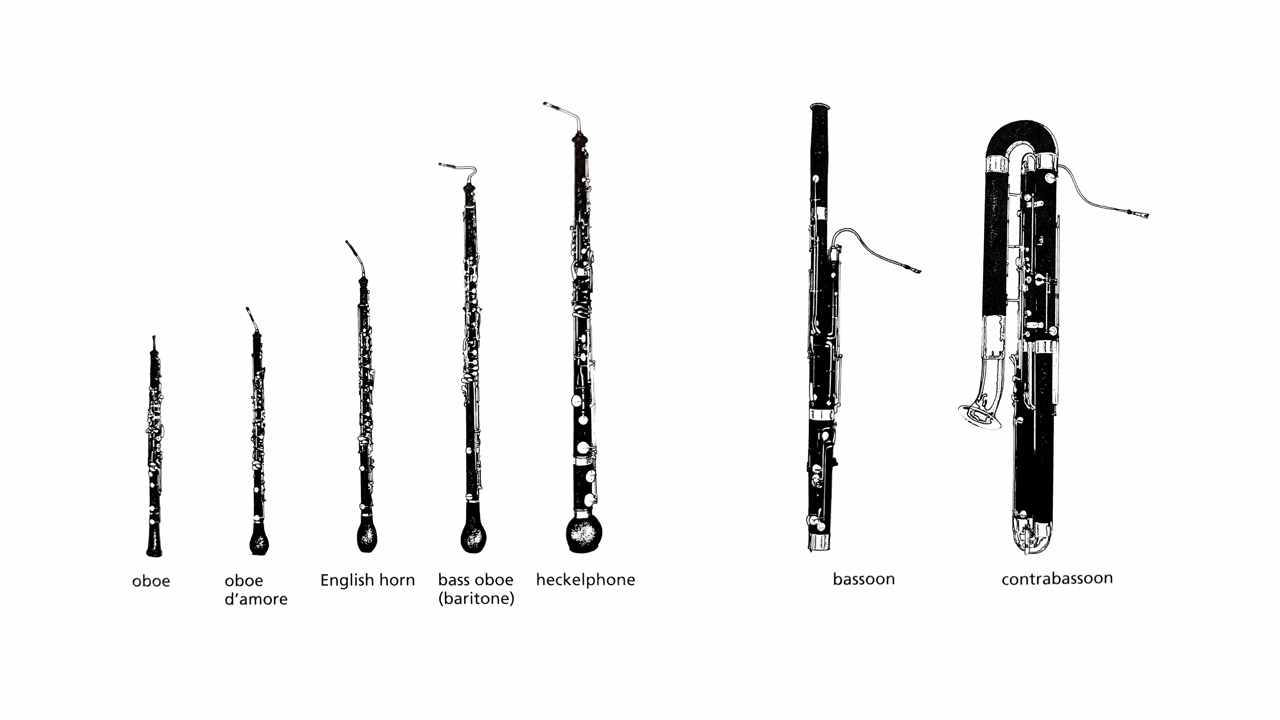 oboe
oboe
d’amore
English horn
bass oboe
(baritone)
heckelphone
bassoon
contrabassoon